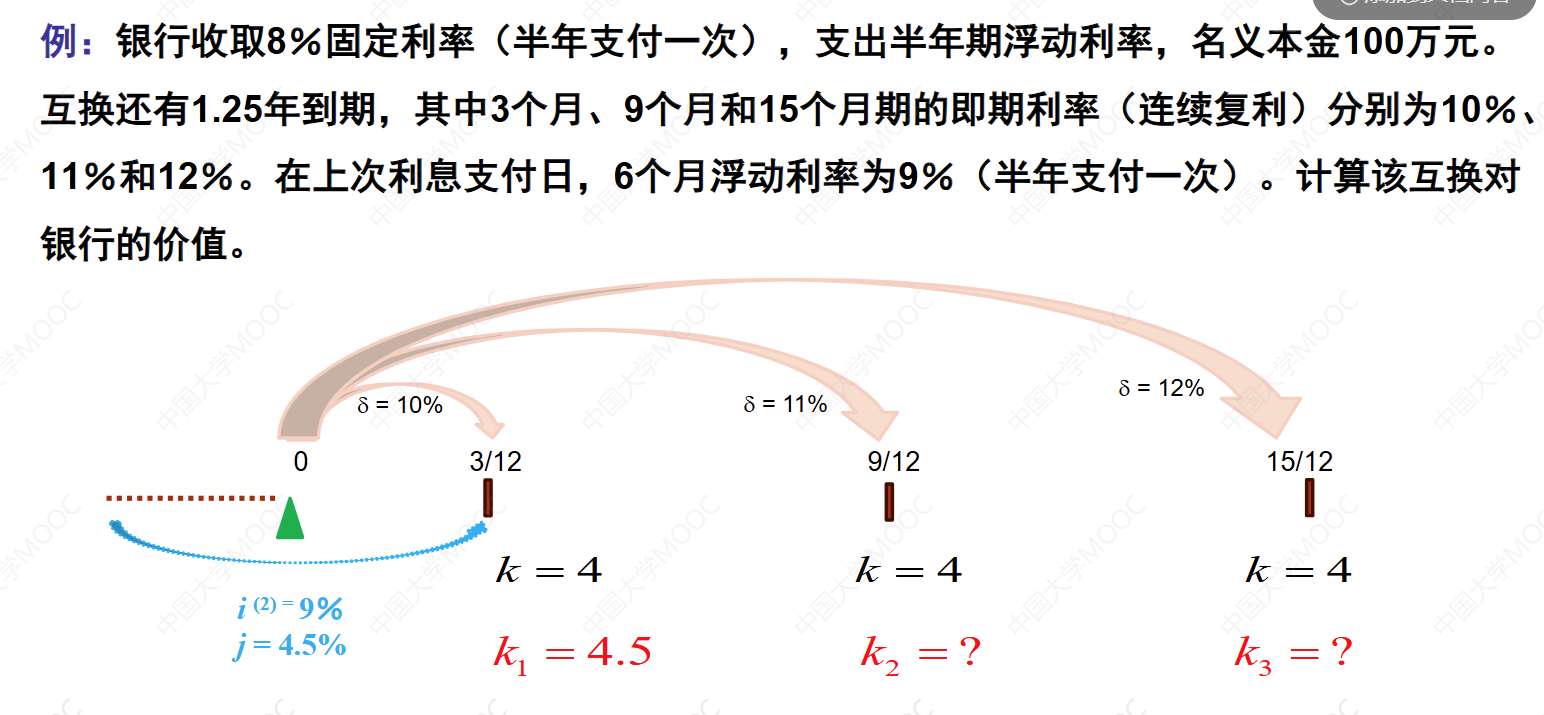 例：银行收取8％固定利率（半年支付一次），支出半年期浮动利率，名义本金100万元。
互换还有1.25年到期，其中3个月、9个月和15个月期的即期利率（连续复利）分别为10％、
11％和12％。在上次利息支付日，6个月浮动利率为9％（半年支付一次）。计算该互换对
银行的价值。
δ = 10%
δ = 11%
δ = 12%
0
3/12
9/12
15/12
k = 4
k = 4
k = 4
i (2) = 9%
j = 4.5%
k₁ = 4.5
k₂ = ?
k₃ = ?
中国大学MOOC